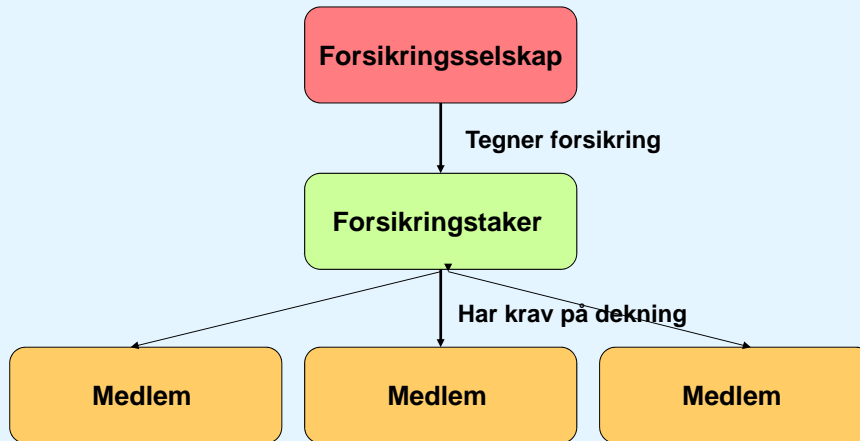 Forsikringsselskap
Tegner forsikring
Forsikringstaker
Har krav på dekning
Medlem
Medlem
Medlem